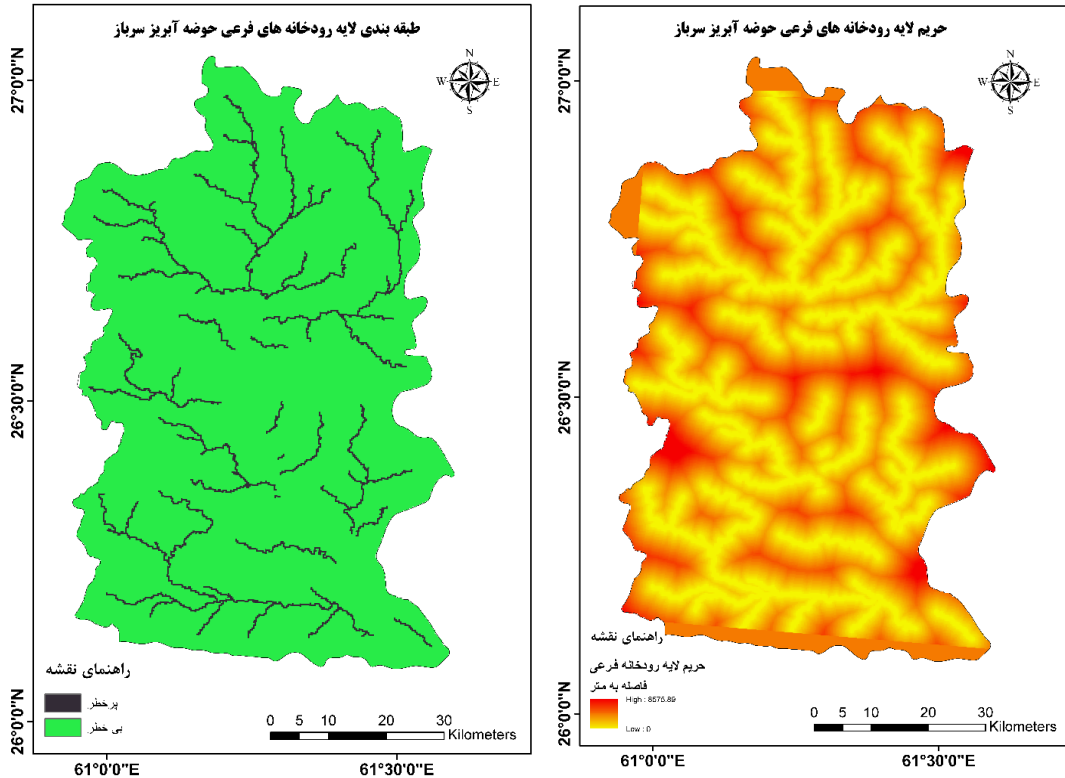 طبقه بندی لایه رودخانه های فرعی حوضه آبریز سرباز
N
W
E
S
27°0'0"N
26°30'0"N
26°0'0"N
راهنمای نقشه
پرخطر
بی خطر
0 5 10 20 30
Kilometers
61°0'0"E
61°30'0"E
حریم لایه رودخانه های فرعی حوضه آبریز سرباز
N
W
E
S
27°0'0"N
26°30'0"N
26°0'0"N
راهنمای نقشه
حریم لایه رودخانه فرعی
فاصله به متر
High : 8575.89
Low : 0
0 5 10 20 30
Kilometers
61°0'0"E
61°30'0"E